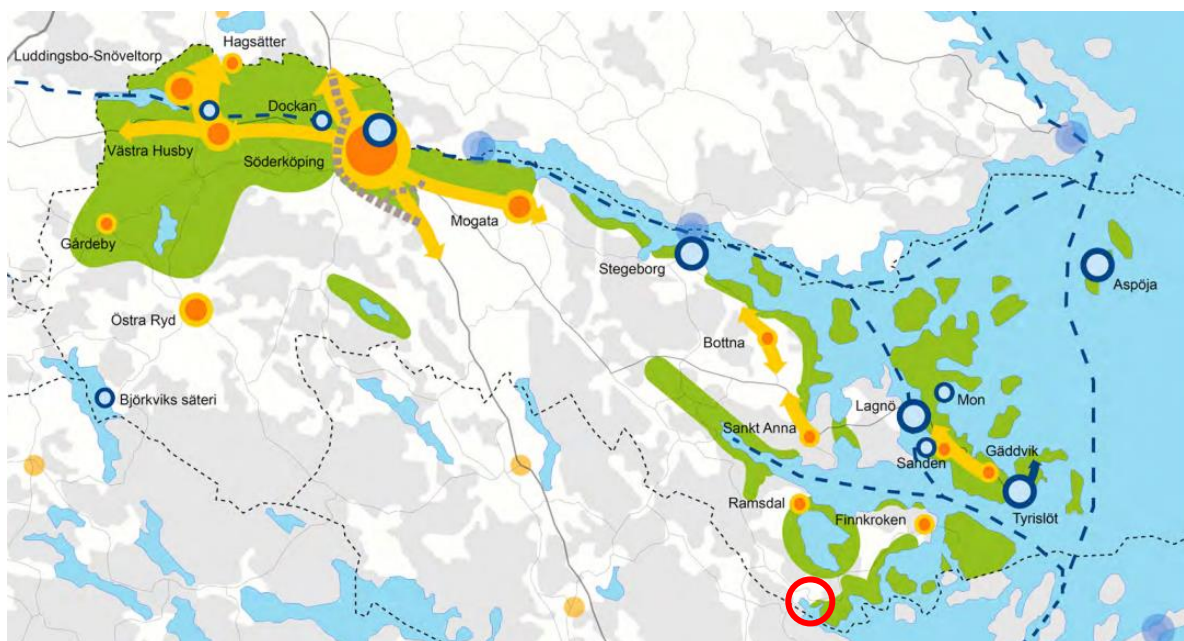 Hagsätter
Luddingsbo-Snöveltorp
Dockan
Västra Husby
Söderköping
Mogata
Gårdeby
Stegeborg
Aspöja
Östra Ryd
Bottna
Björkviks säteri
Mon
Lagnö
Sankt Anna
Sanden
Gäddvik
Ramsdal
Finnkroken
Tyrislöt